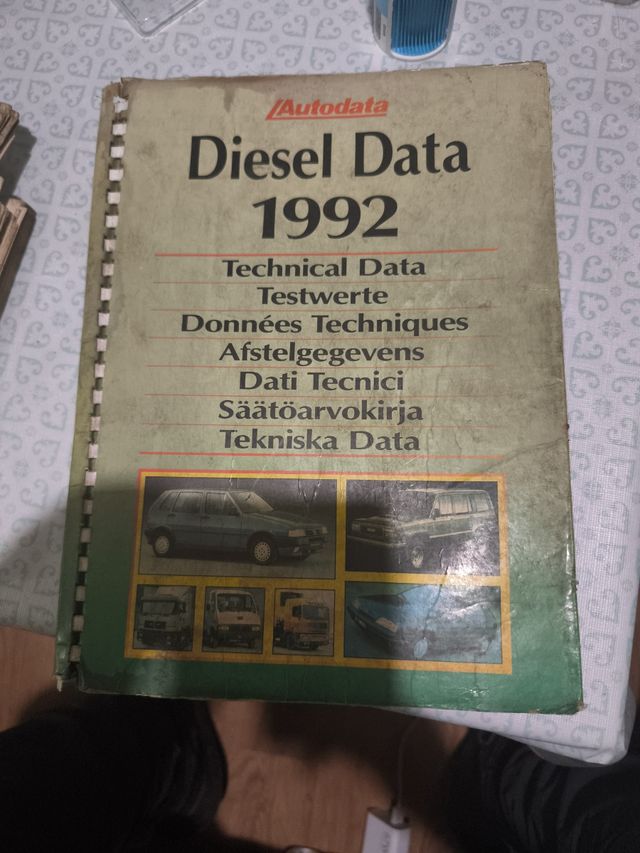 Autodata
Diesel Data
1992
Technical Data
Testwerte
Données Techniques
Afstelgegevens
Dati Tecnici
Säätöarvokirja
Tekniska Data